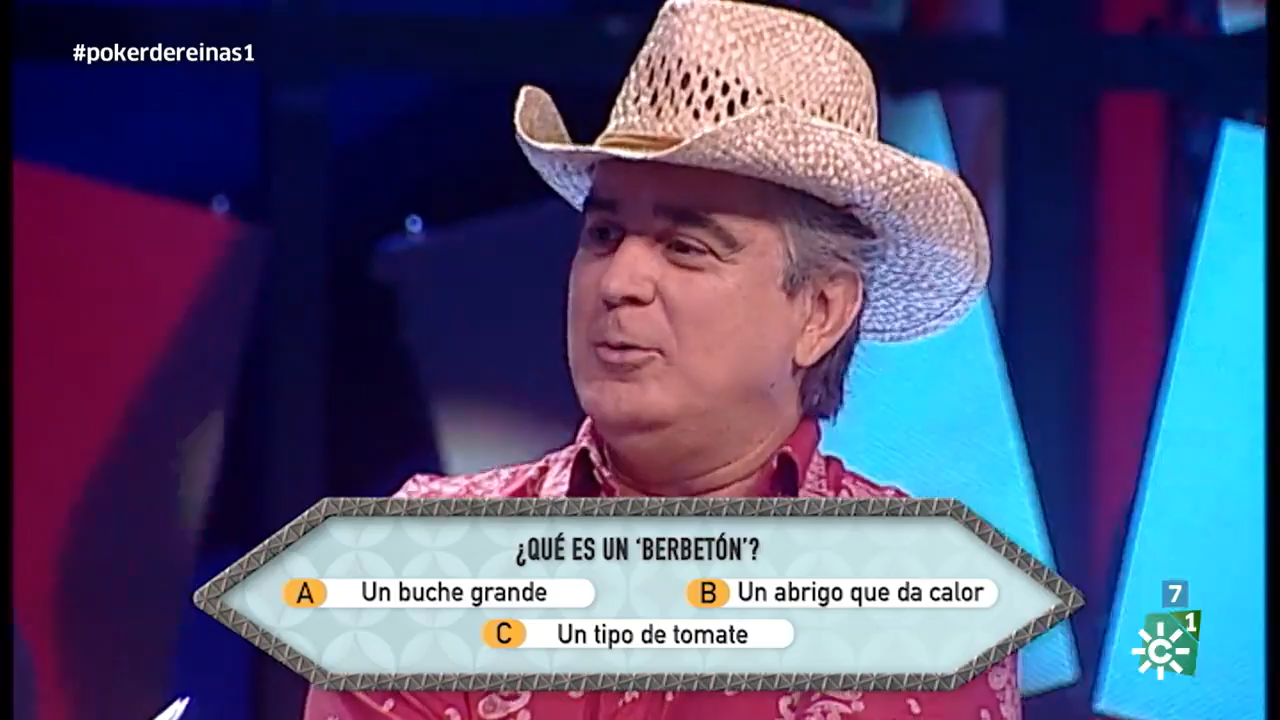 #pokerdereinas1
¿QUÉ ES UN ‘BERBETÓN’?
A Un buche grande
B Un abrigo que da calor
C Un tipo de tomate
7
1
C